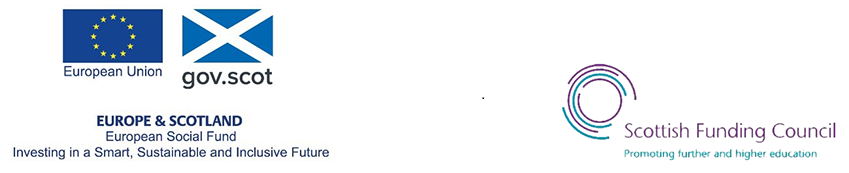 European Union
gov.scot
EUROPE & SCOTLAND
European Social Fund
Investing in a Smart, Sustainable and Inclusive Future
.
Scottish Funding Council
Promoting further and higher education